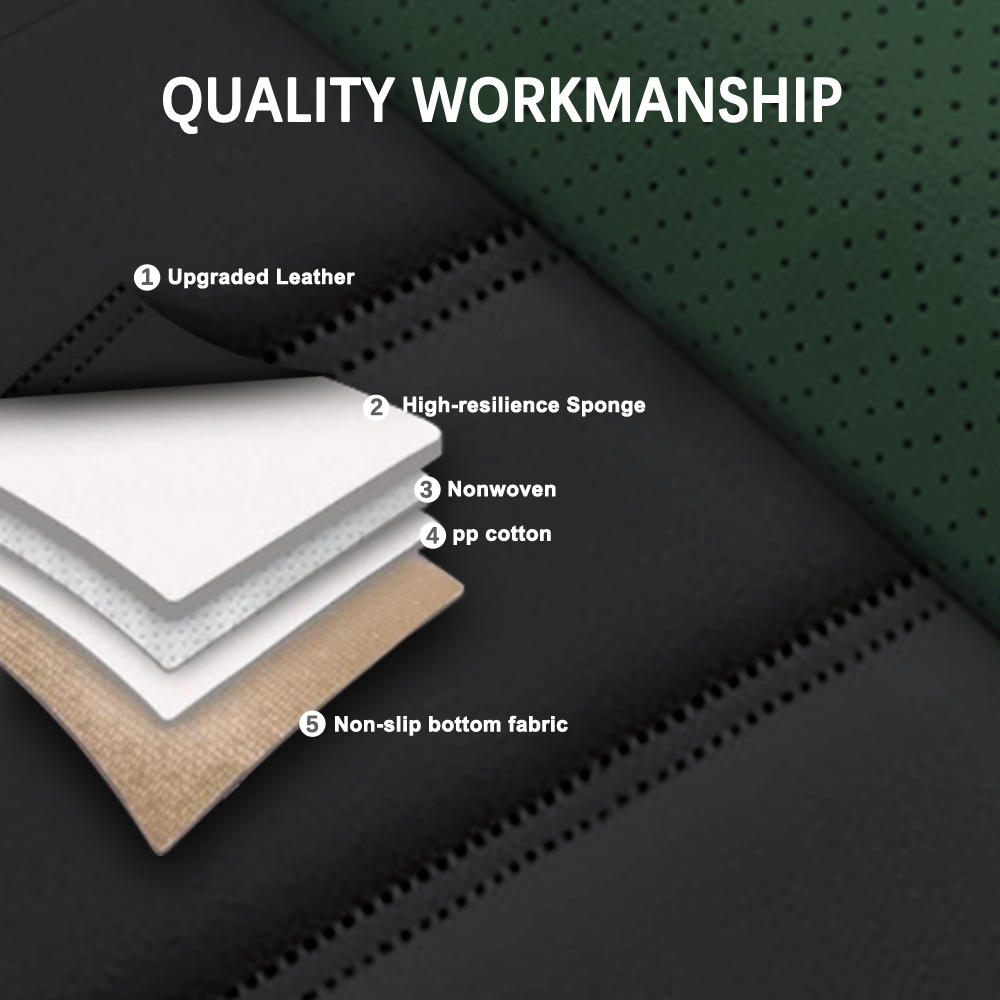 QUALITY WORKMANSHIP
1 Upgraded Leather
2 High-resilience Sponge
3 Nonwoven
4 pp cotton
5 Non-slip bottom fabric